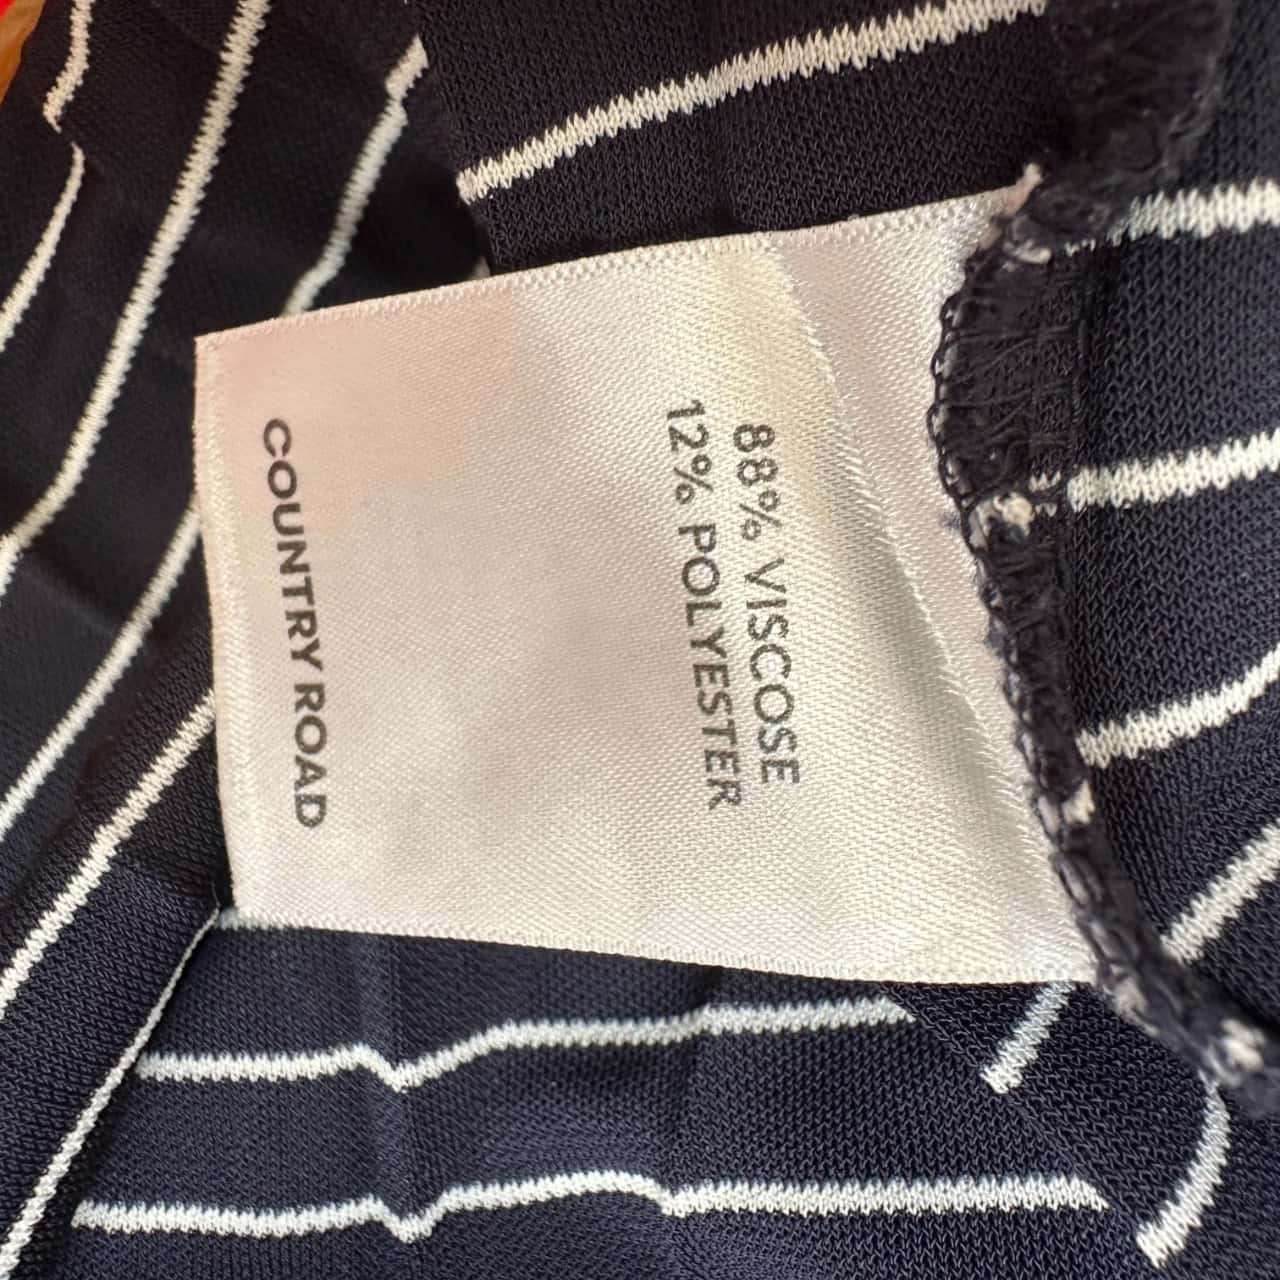 88% VISCOSE
12% POLYESTER
COUNTRY ROAD